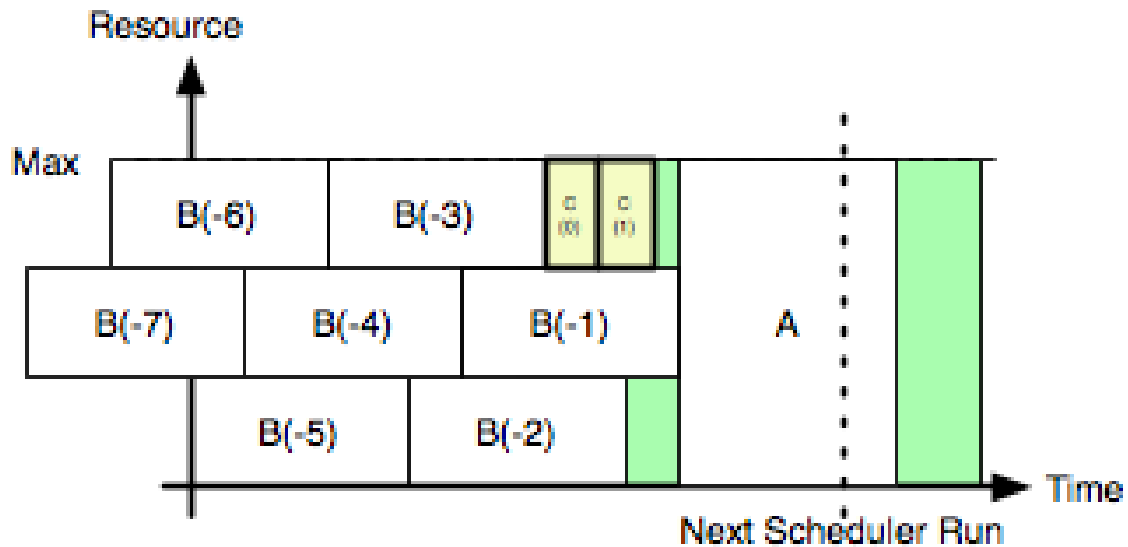 Resource
Max
B(-6)
B(-3)
C
(0)
C
(1)
B(-7)
B(-4)
B(-1)
A
B(-5)
B(-2)
Time
Next Scheduler Run